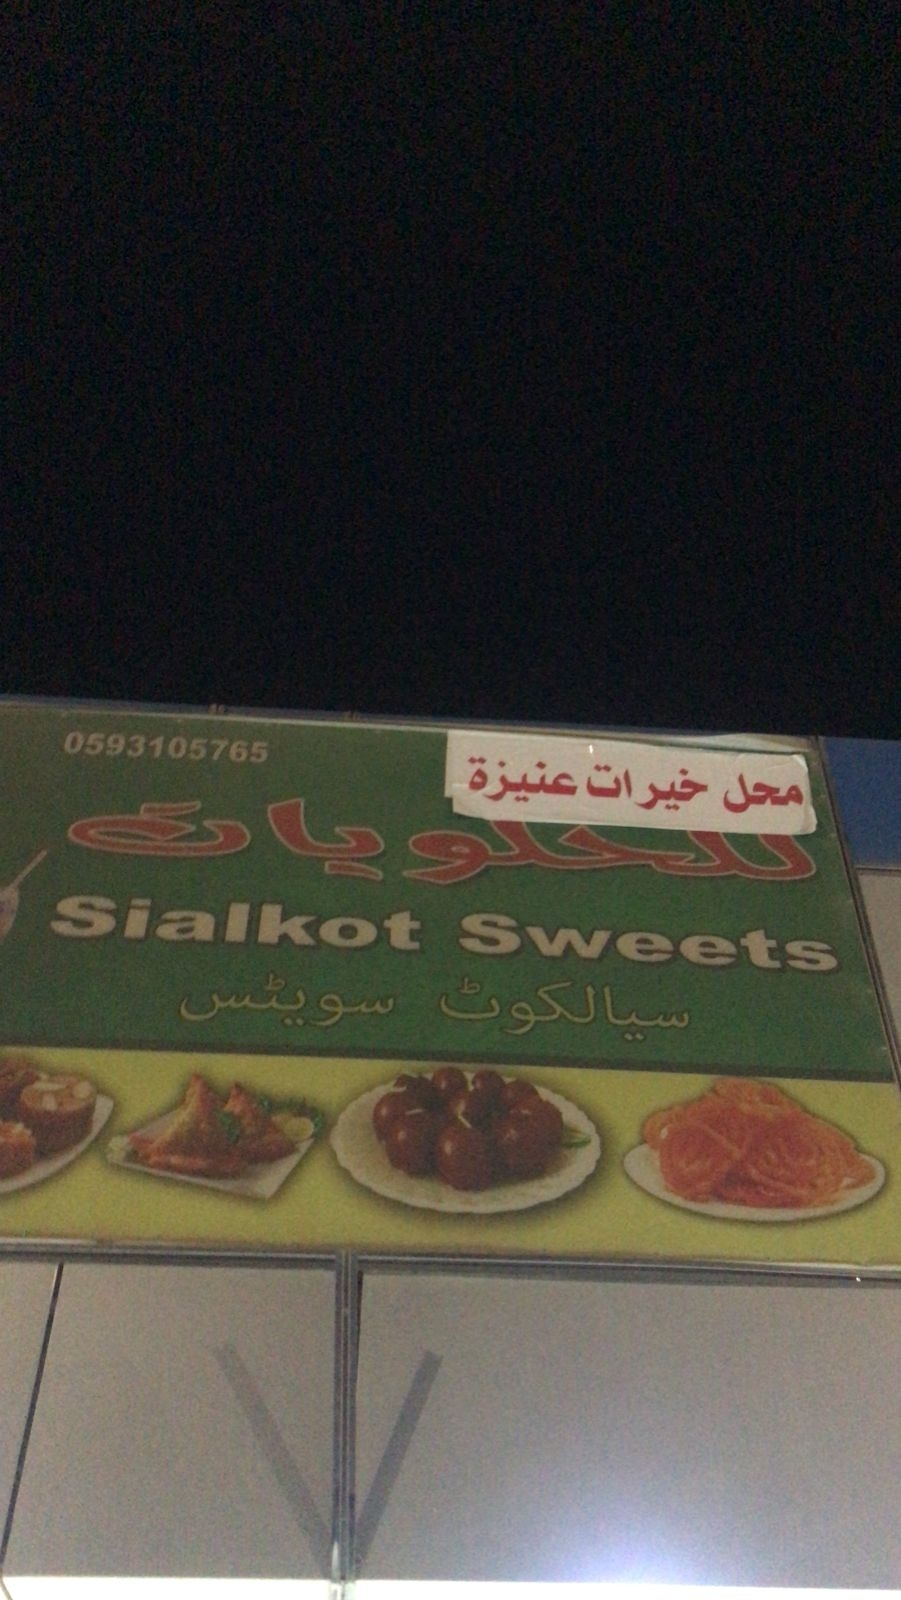 0593105765
محل خيرات عنيزة
للحلويات
Sialkot Sweets
سیالکوٹ سویٹس